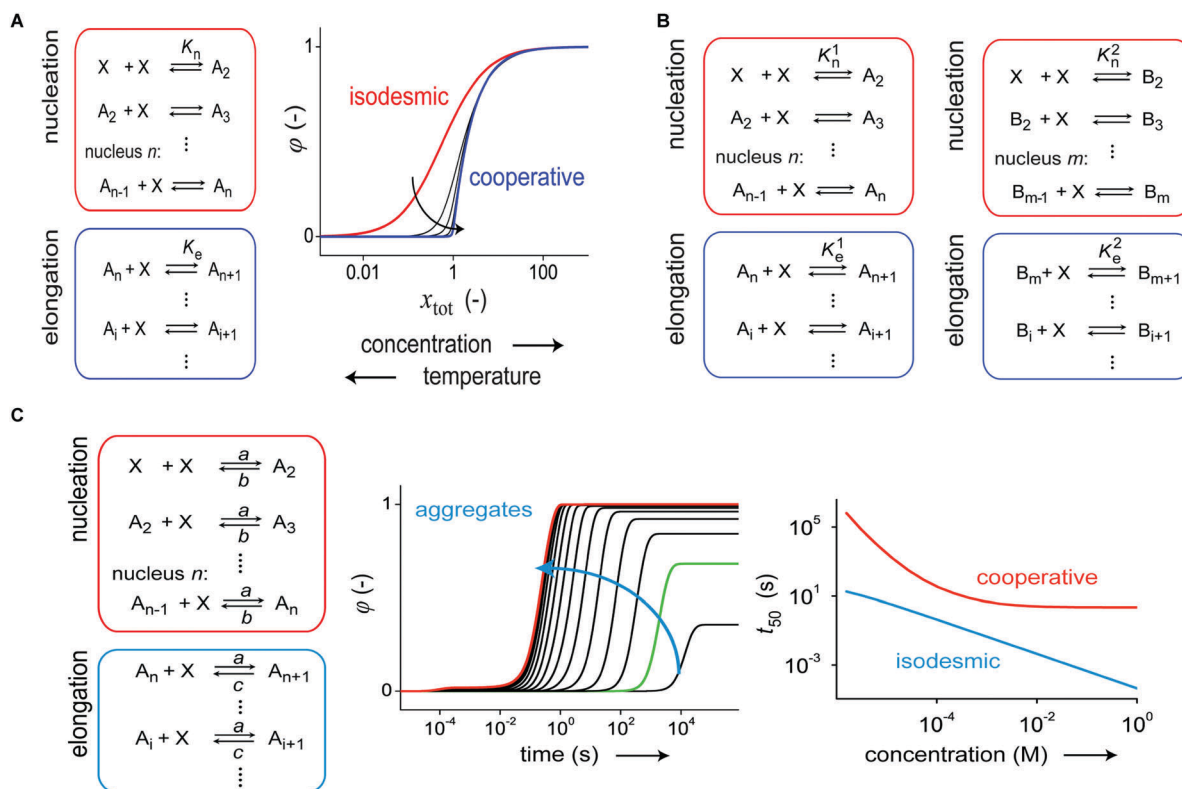 A
nucleation
Kn
X + X ⇌ A2
A2 + X ⇌ A3
⋮
nucleus n:
An-1 + X ⇌ An
elongation
Ke
An + X ⇌ An+1
⋮
Ai + X ⇌ Ai+1
⋮
φ (-)
1
0
isodesmic
cooperative
0.01 1 100
xtot (-)
concentration →
← temperature
B
nucleation
Kn1
X + X ⇌ A2
A2 + X ⇌ A3
⋮
nucleus n:
An-1 + X ⇌ An
elongation
Ke1
An + X ⇌ An+1
⋮
Ai + X ⇌ Ai+1
⋮
nucleation
Kn2
X + X ⇌ B2
B2 + X ⇌ B3
⋮
nucleus m:
Bm-1 + X ⇌ Bm
elongation
Ke2
Bm + X ⇌ Bm+1
⋮
Bi + X ⇌ Bi+1
⋮
C
nucleation
a
X + X ⇌ A2
b
a
A2 + X ⇌ A3
b
⋮
nucleus n:
a
An-1 + X ⇌ An
b
elongation
a
An + X ⇌ An+1
c
⋮
a
Ai + X ⇌ Ai+1
c
⋮
φ (-)
1
0
aggregates
10-4 10-2 100 102 104
time (s) →
t50 (s)
105
101
10-3
cooperative
isodesmic
10-4 10-2 100
concentration (M) →